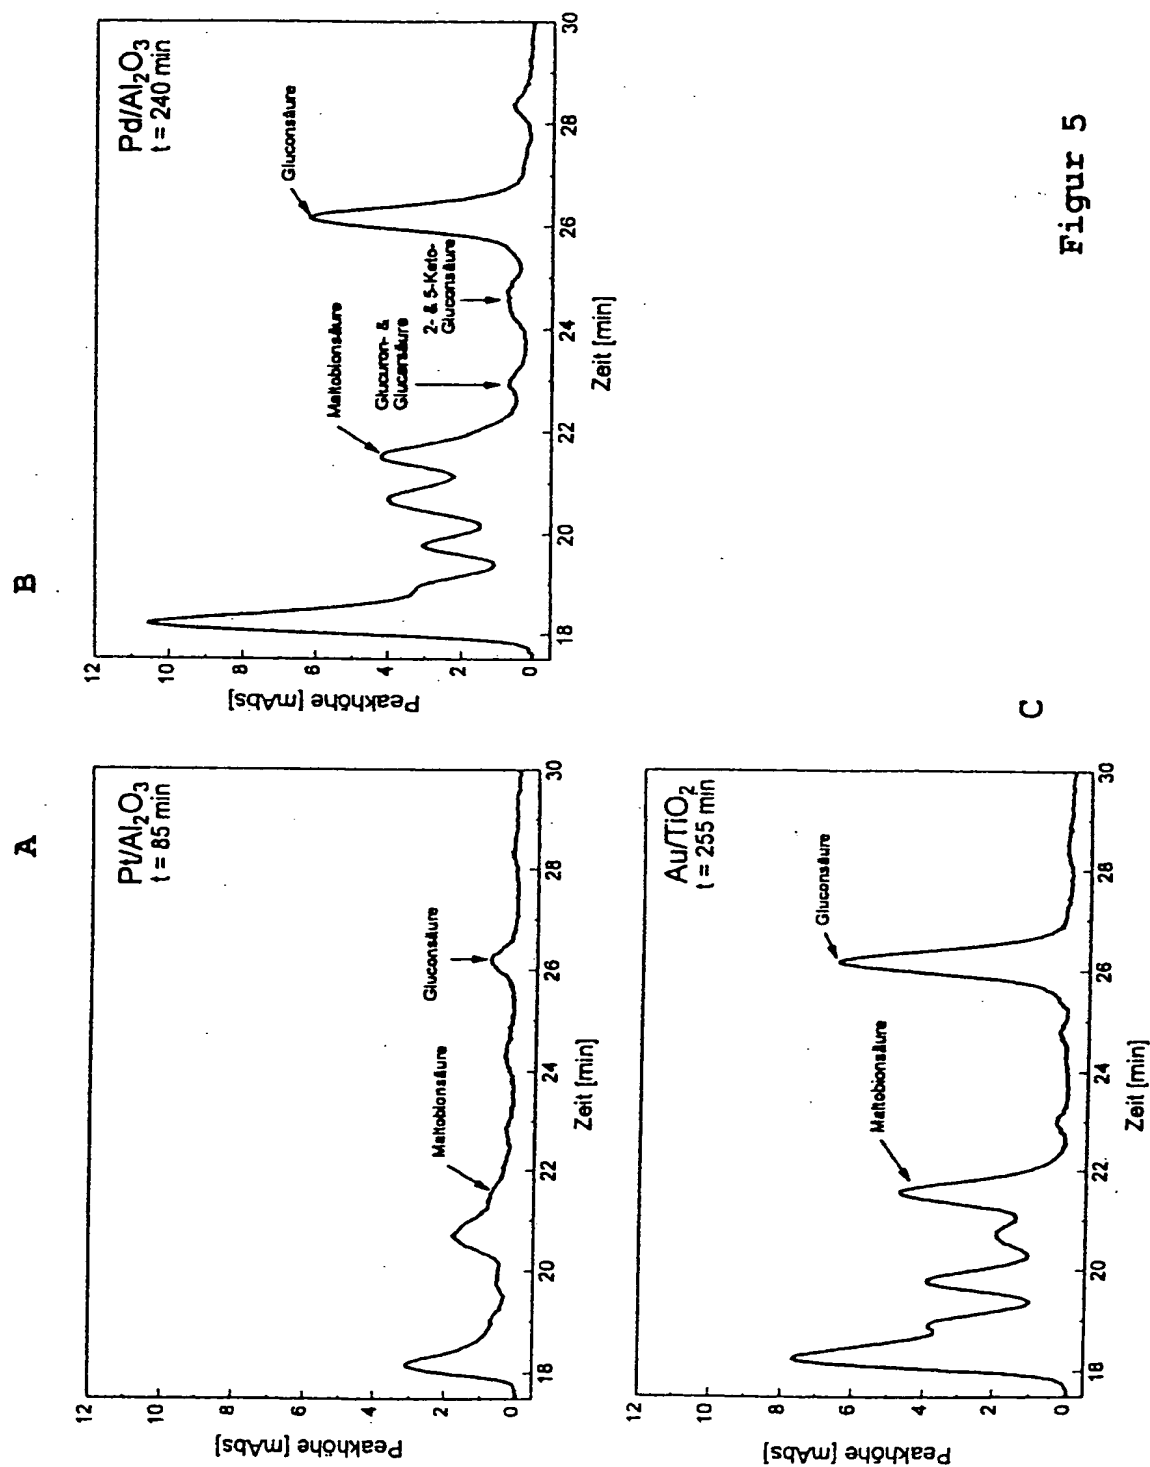 A
Pt/Al2O3
t = 85 min
Maltobionsäure
Gluconsäure
Peakhöhe [mAbs]
12
10
8
6
4
2
0
18
20
22
24
26
28
30
Zeit [min]
B
Pd/Al2O3
t = 240 min
Maltobionsäure
Glucuron- &
Glucarsäure
2- & 5-Keto-
Gluconsäure
Gluconsäure
Peakhöhe [mAbs]
12
10
8
6
4
2
0
18
20
22
24
26
28
30
Zeit [min]
C
Au/TiO2
t = 255 min
Maltobionsäure
Gluconsäure
Peakhöhe [mAbs]
12
10
8
6
4
2
0
18
20
22
24
26
28
30
Zeit [min]
Figur 5